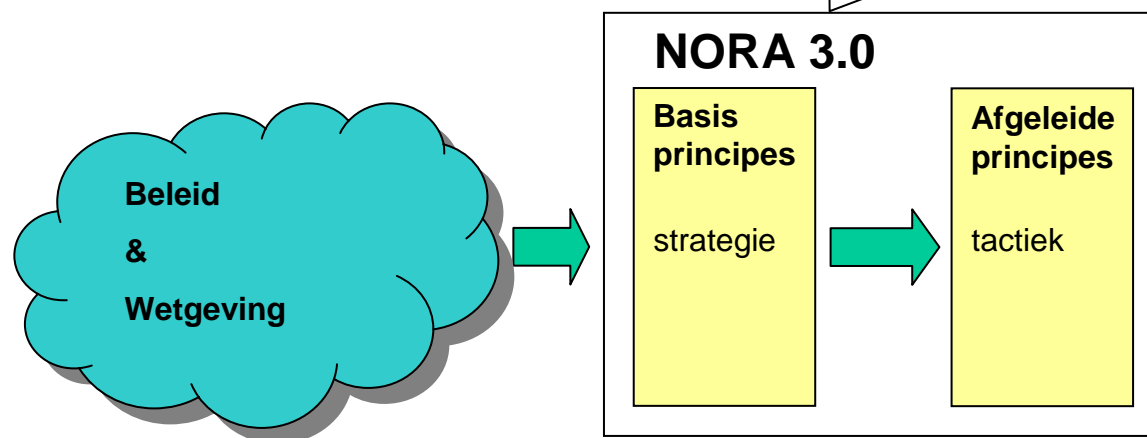 Beleid
&
Wetgeving
NORA 3.0
Basis
principes
strategie
Afgeleide
principes
tactiek